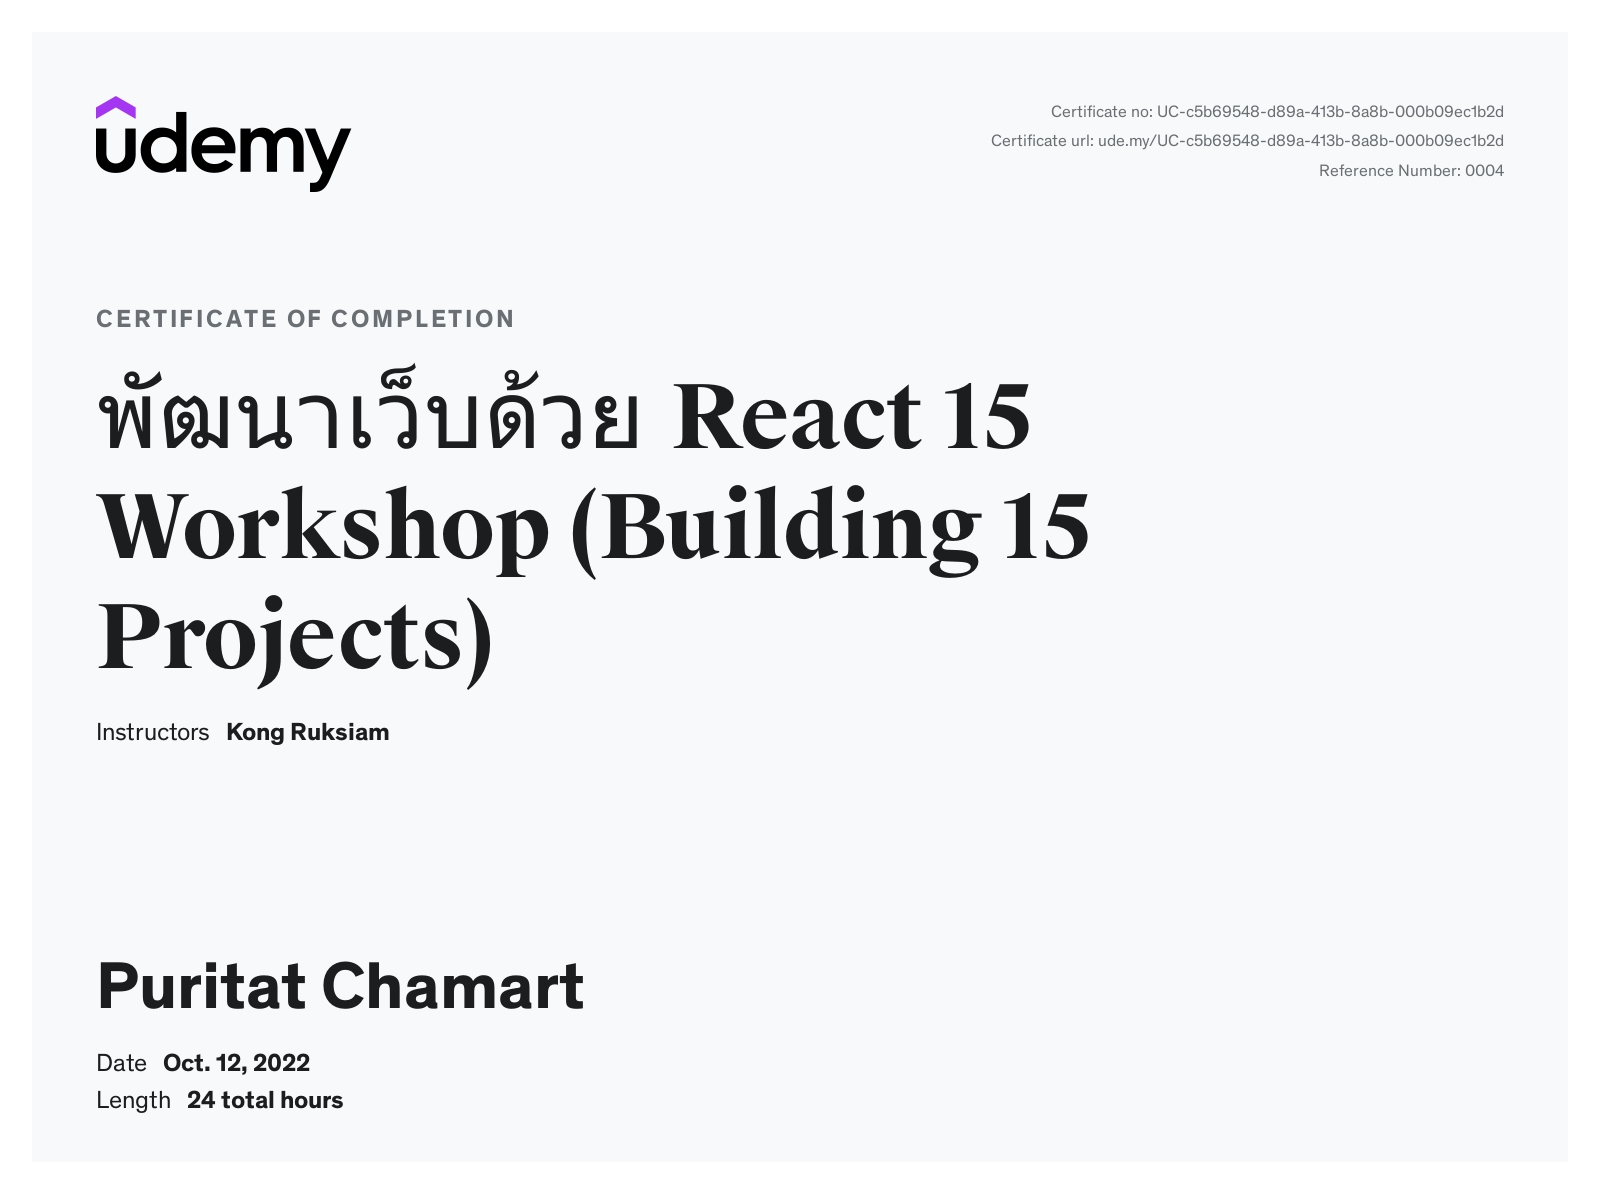 udemy
Certificate no: UC-c5b69548-d89a-413b-8a8b-000b09ec1b2d
Certificate url: ude.my/UC-c5b69548-d89a-413b-8a8b-000b09ec1b2d
Reference Number: 0004
CERTIFICATE OF COMPLETION
พัฒนาเว็บด้วย React 15
Workshop (Building 15
Projects)
Instructors Kong Ruksiam
Puritat Chamart
Date Oct. 12, 2022
Length 24 total hours